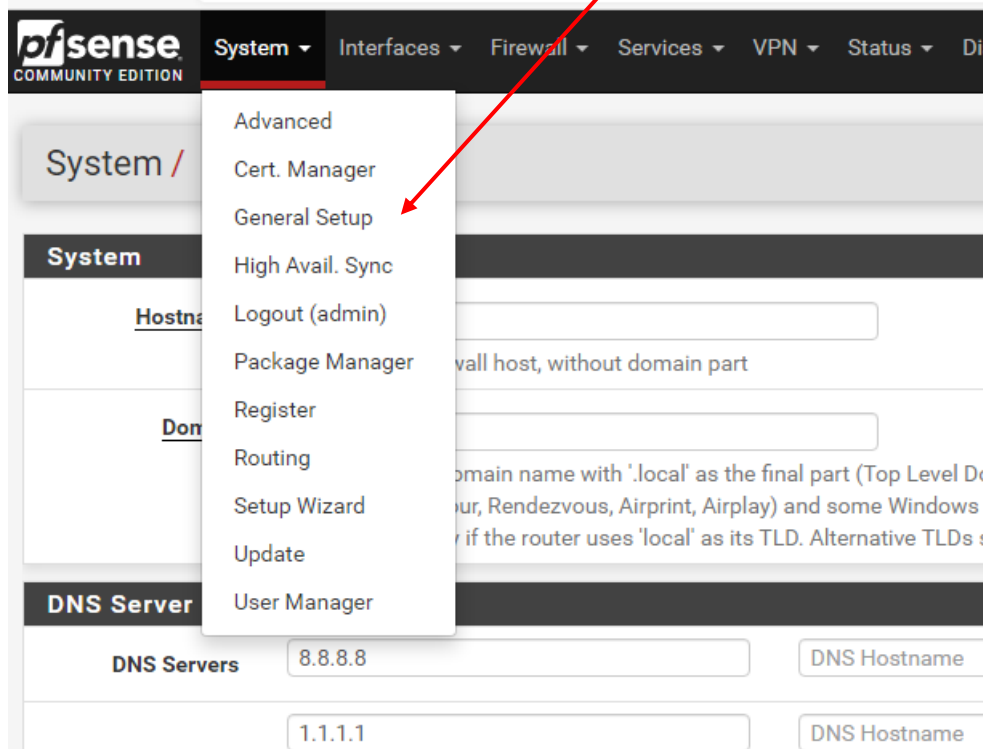 pfsense
COMMUNITY EDITION
System Interfaces Firewall Services VPN Status Di
Advanced
System /
Cert. Manager
General Setup
System
High Avail. Sync
Hostna
Logout (admin)
Package Manager
wall host, without domain part
Register
Dom
Routing
omain name with '.local' as the final part (Top Level Do
Setup Wizard
our, Rendezvous, Airprint, Airplay) and some Windows
if the router uses 'local' as its TLD. Alternative TLDs s
Update
DNS Server
User Manager
DNS Servers 8.8.8.8 DNS Hostname
1.1.1.1 DNS Hostname